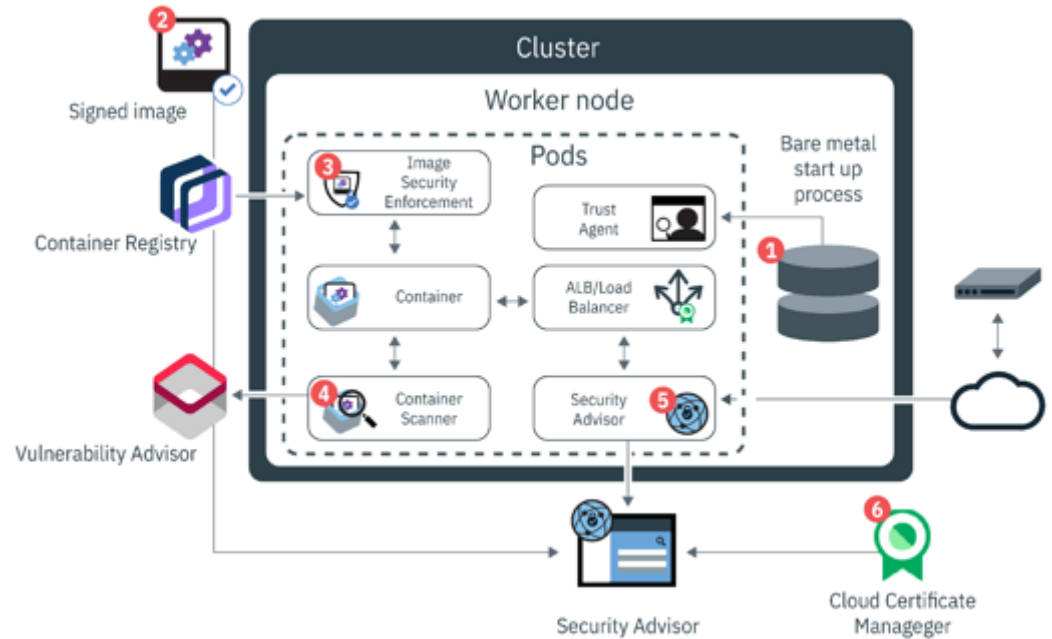 2
Signed image
Cluster
Worker node
Pods
3
Image
Security
Enforcement
Bare metal
start up
process
Container Registry
Trust
Agent
1
Container
ALB/Load
Balancer
4
Container
Scanner
Security
Advisor
5
Vulnerability Advisor
6
Security Advisor
Cloud Certificate
Manageger